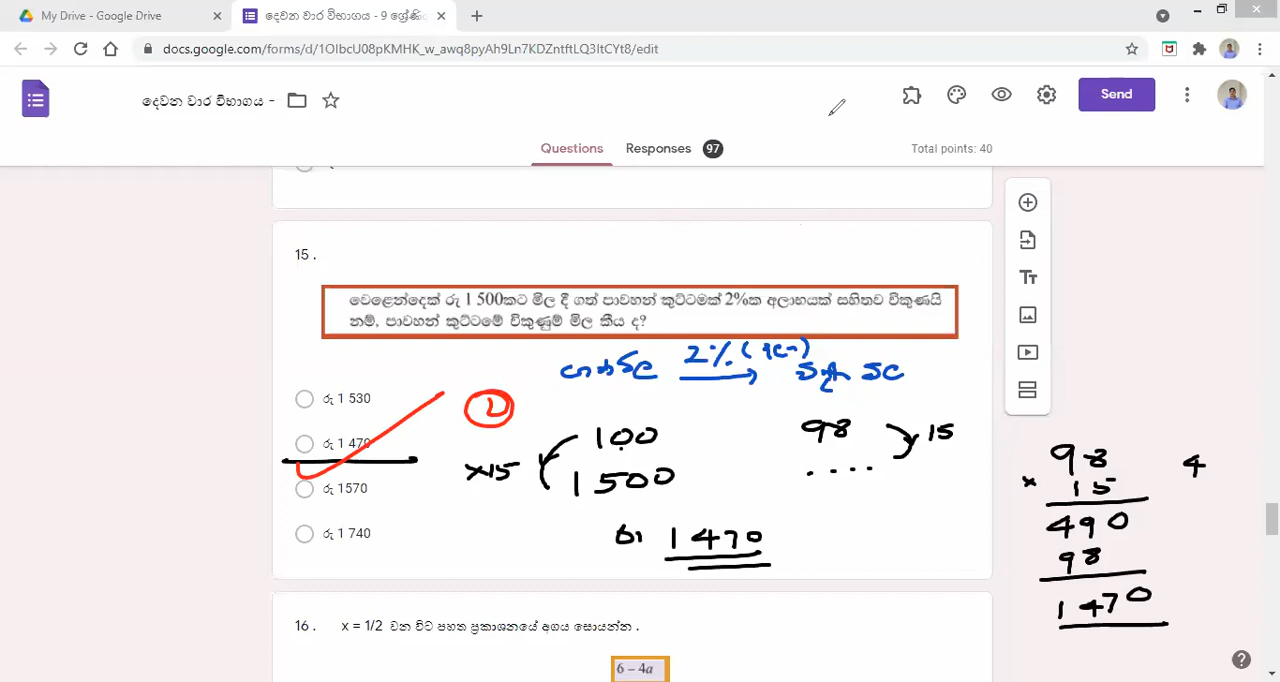 My Drive - Google Drive
දෙවන වාර විභාගය - 9 ශ්‍රේණි
docs.google.com/forms/d/1OlbcU08pKMHK_w_awq8pyAh9Ln7KDZntftLQ3ltCYt8/edit
දෙවන වාර විභාගය -
Send
Questions
Responses 97
Total points: 40
15 .
වෙළෙන්දෙක් රු 1 500කට මිල දී ගත් පාවහන් කුට්ටමක් 2%ක අලාභයක් සහිතව විකුණයි
නම්, පාවහන් කුට්ටමේ විකුණුම් මිල කීය ද?
2%
රු 1 530
රු 1 470
රු 1570
රු 1 740
2
100 98 15
×15 1500 ....
රු 1470
98 4
× 15
490
98
1470
16 . x = 1/2 වන විට පහත ප්‍රකාශනයේ අගය සොයන්න .
6 – 4a